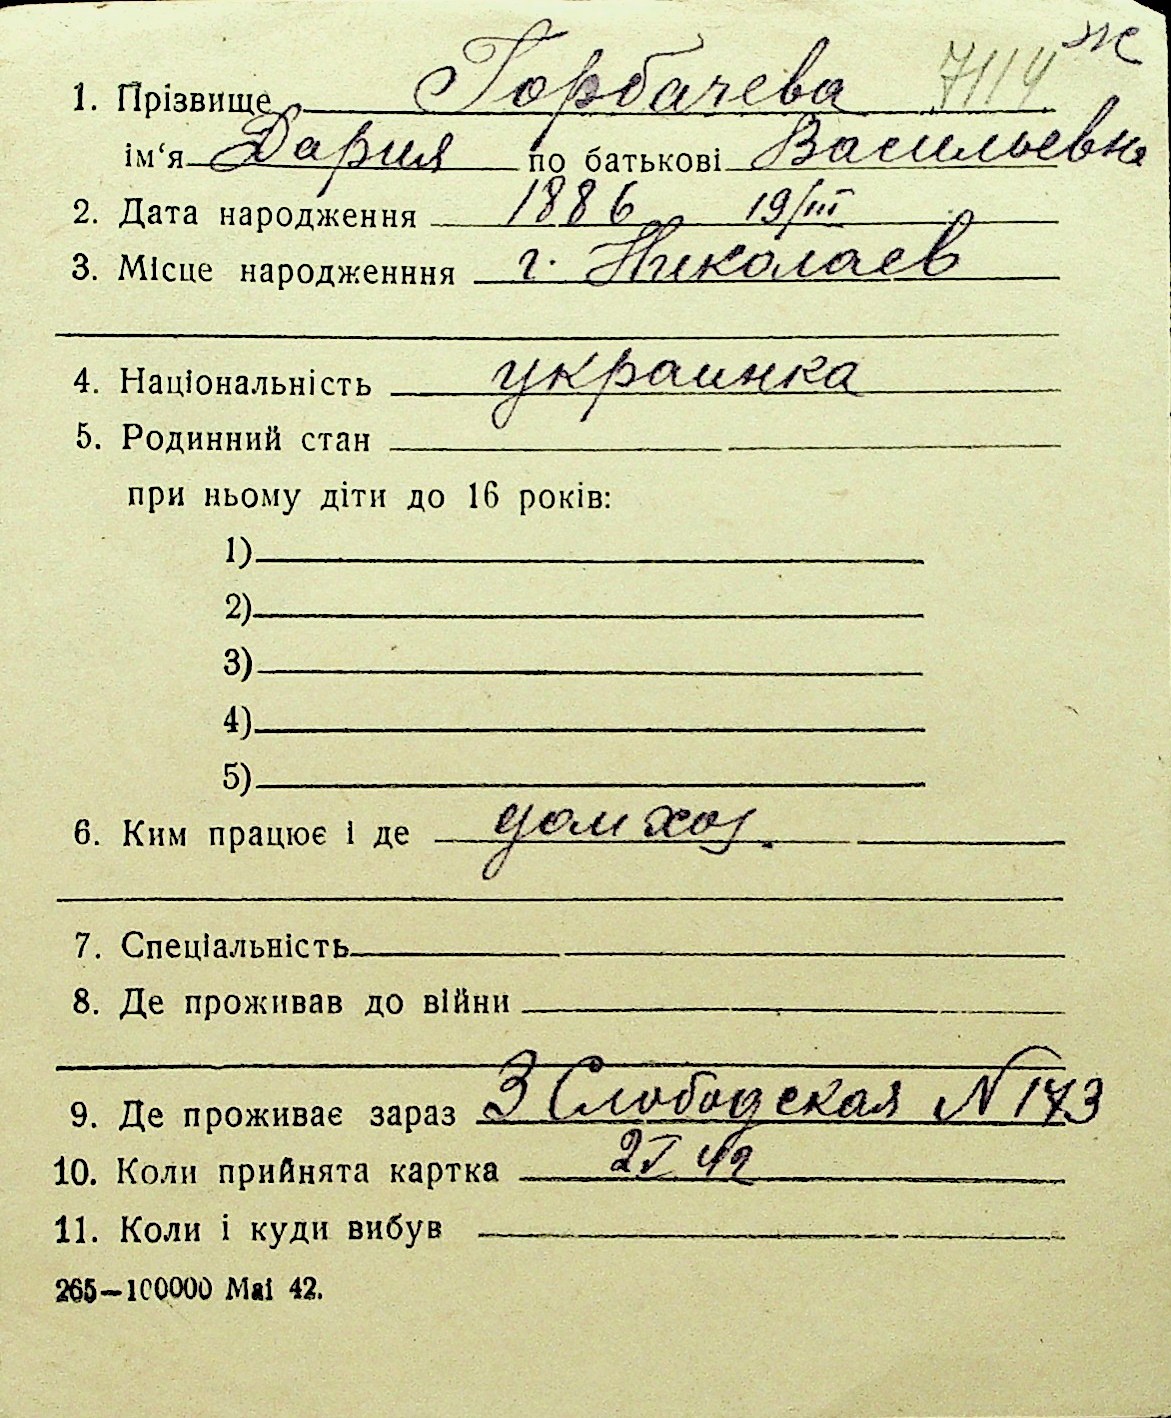 ж
1. Прізвище Горбачева 7114
ім‘я Дария по батькові Васильевна
2. Дата народження 1886 19/III
3. Місце народженння г. Николаев
4. Національність украинка
5. Родинний стан
при ньому діти до 16 років:
1)
2)
3)
4)
5)
6. Ким працює і де домхоз.
7. Спеціальність
8. Де проживав до війни
9. Де проживає зараз 3 Слободская N 173
10. Коли прийнята картка 2 I 42
11. Коли і куди вибув
265—100000 Mai 42.